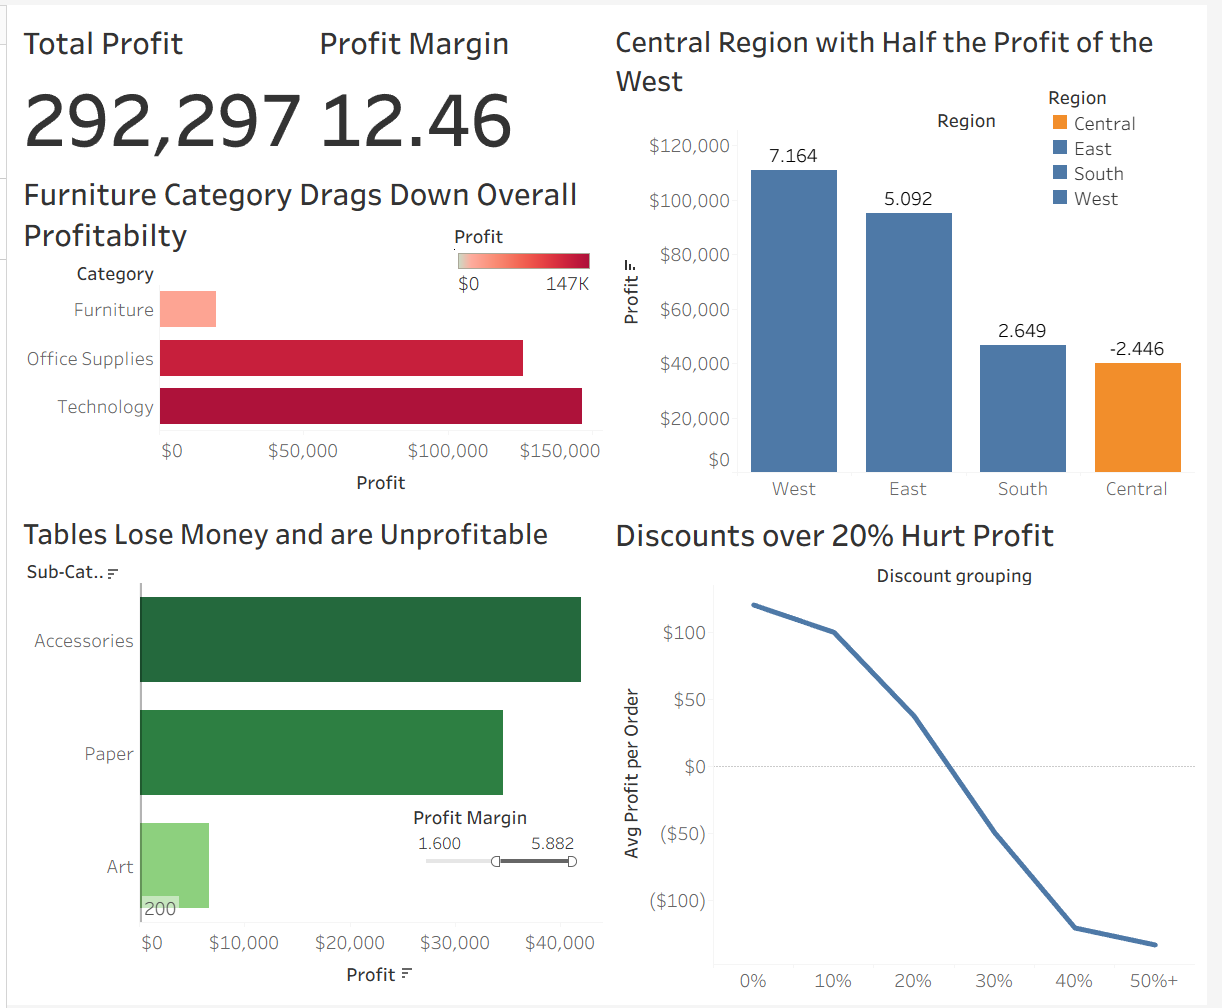 Total Profit
292,297
Profit Margin
12.46
Furniture Category Drags Down Overall
Profitabilty
Profit
$0 147K
Category
Furniture
Office Supplies
Technology
$0 $50,000 $100,000 $150,000
Profit
Central Region with Half the Profit of the
West
Region
Region
Central
East
South
West
Profit
$120,000
$100,000
$80,000
$60,000
$40,000
$20,000
$0
7.164
5.092
2.649
-2.446
West East South Central
Tables Lose Money and are Unprofitable
Sub-Cat..
Accessories
Paper
Art
200
Profit Margin
1.600 5.882
$0 $10,000 $20,000 $30,000 $40,000
Profit
Discounts over 20% Hurt Profit
Discount grouping
Avg Profit per Order
$100
$50
$0
($50)
($100)
0% 10% 20% 30% 40% 50%+